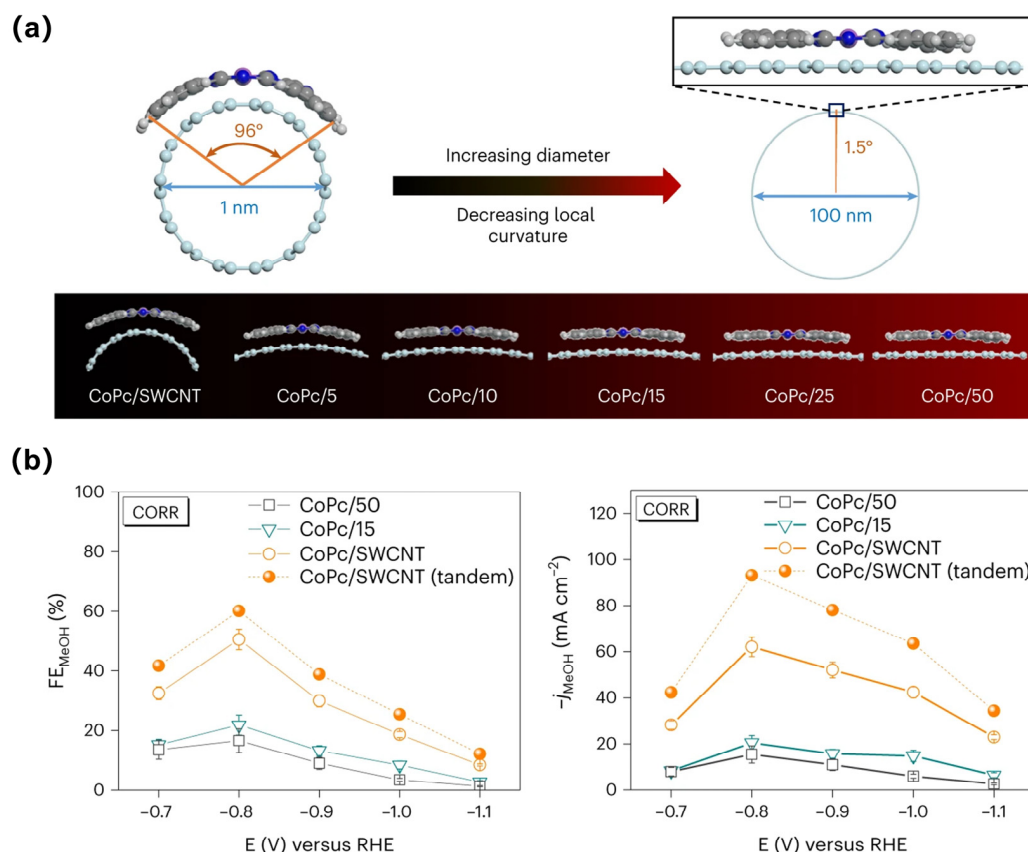 (a)
96°
1 nm
Increasing diameter
Decreasing local
curvature
1.5°
100 nm
CoPc/SWCNT
CoPc/5
CoPc/10
CoPc/15
CoPc/25
CoPc/50
(b)
CORR
CoPc/50
CoPc/15
CoPc/SWCNT
CoPc/SWCNT (tandem)
FE_MeOH (%)
100
80
60
40
20
0
−0.7
−0.8
−0.9
−1.0
−1.1
E (V) versus RHE
CORR
CoPc/50
CoPc/15
CoPc/SWCNT
CoPc/SWCNT (tandem)
−j_MeOH (mA cm⁻²)
120
100
80
60
40
20
0
−0.7
−0.8
−0.9
−1.0
−1.1
E (V) versus RHE